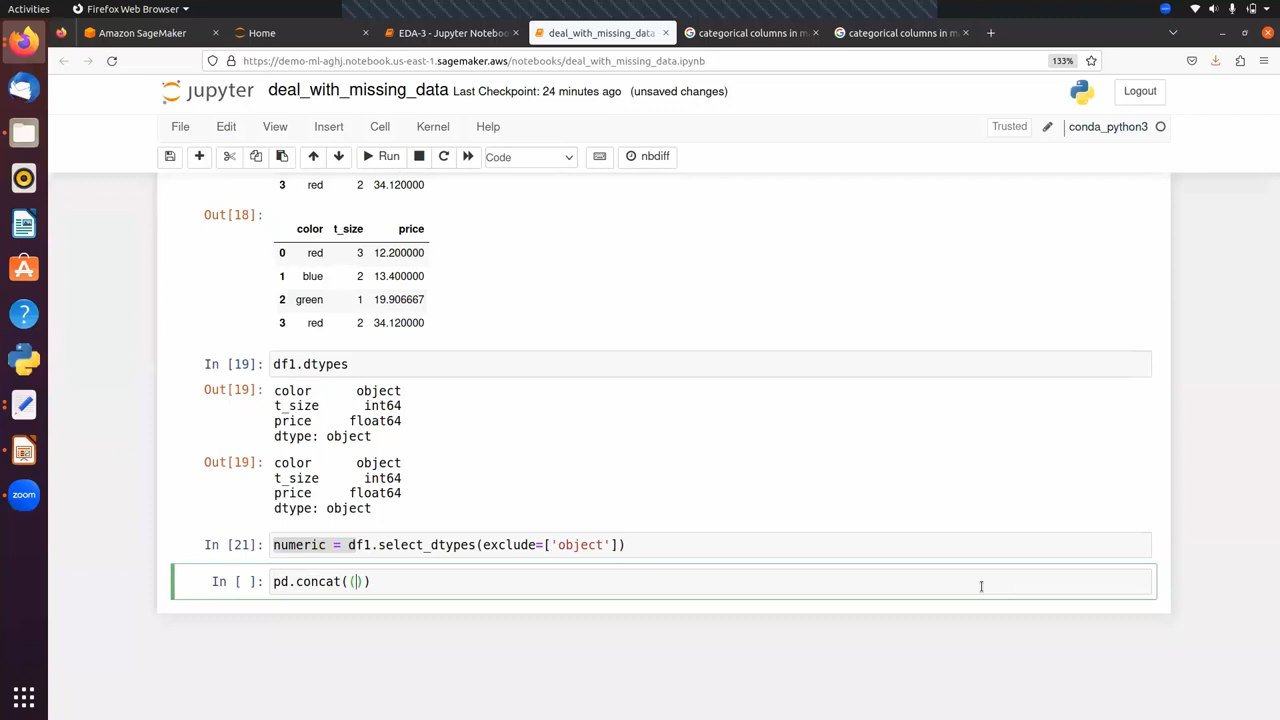 Activities
Firefox Web Browser
Amazon SageMaker
Home
EDA-3 - Jupyter Noteboo
deal_with_missing_data
categorical columns in m
categorical columns in m
https://demo-ml-aghj.notebook.us-east-1.sagemaker.aws/notebooks/deal_with_missing_data.ipynb
133%
jupyter deal_with_missing_data Last Checkpoint: 24 minutes ago (unsaved changes)
Logout
File Edit View Insert Cell Kernel Help
Trusted
conda_python3
Run
Code
nbdiff
3 red 2 34.120000
Out[18]:
color t_size price
0 red 3 12.200000
1 blue 2 13.400000
2 green 1 19.906667
3 red 2 34.120000
In [19]: df1.dtypes
Out[19]: color object
t_size int64
price float64
dtype: object
Out[19]: color object
t_size int64
price float64
dtype: object
In [21]: numeric = df1.select_dtypes(exclude=['object'])
In [ ]: pd.concat(())
zoom